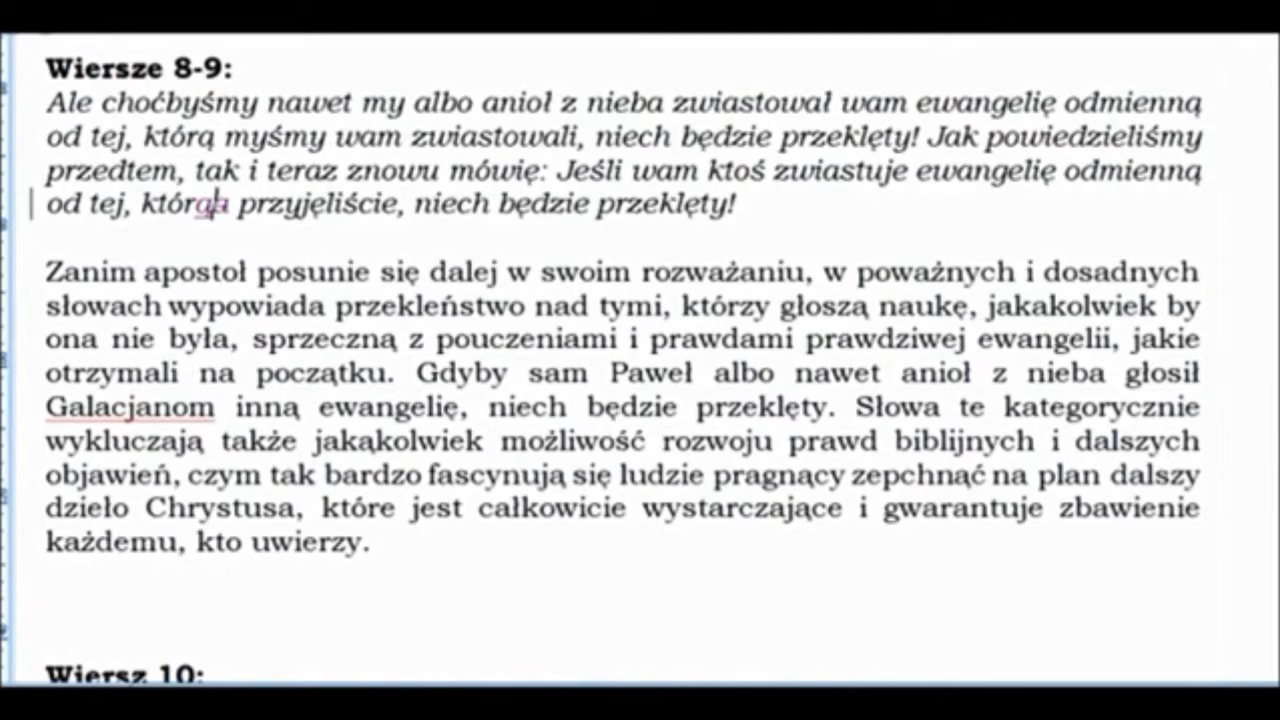 Wiersze 8-9:
Ale choćbyśmy nawet my albo anioł z nieba zwiastował wam ewangelię odmienną
od tej, którą myśmy wam zwiastowali, niech będzie przeklęty! Jak powiedzieliśmy
przedtem, tak i teraz znowu mówię: Jeśli wam ktoś zwiastuje ewangelię odmienną
od tej, przyjęliście, niech będzie przeklęty!
Zanim apostoł posunie się dalej w swoim rozważaniu, w poważnych i dosadnych
słowach wypowiada przekleństwo nad tymi, którzy głoszą naukę, jakakolwiek by
ona nie była, sprzeczną z pouczeniami i prawdami prawdziwej ewangelii, jakie
otrzymali na początku. Gdyby sam Paweł albo nawet anioł z nieba głosił
Galacjanom inną ewangelię, niech będzie przeklęty. Słowa te kategorycznie
wykluczają także jakąkolwiek możliwość rozwoju prawd biblijnych i dalszych
objawień, czym tak bardzo fascynują się ludzie pragnący zepchnąć na plan dalszy
dzieło Chrystusa, które jest całkowicie wystarczające i gwarantuje zbawienie
każdemu, kto uwierzy.
Wiersz 10: